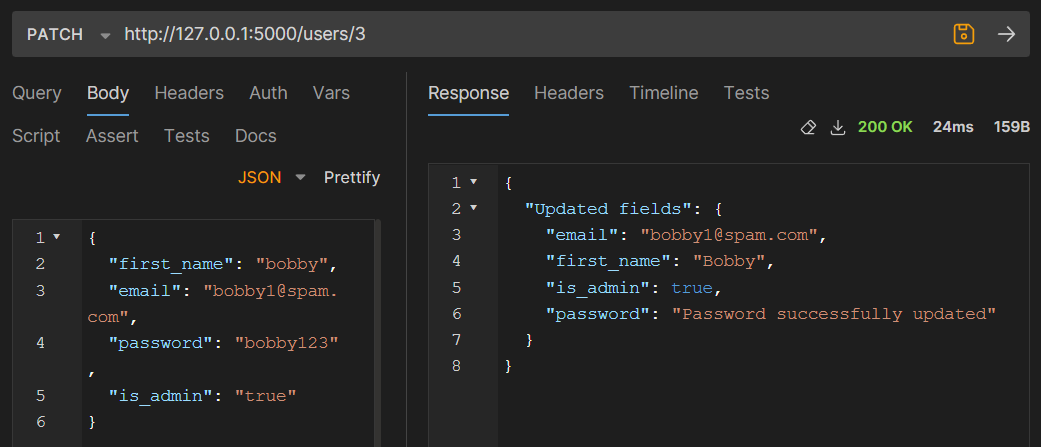 PATCH http://127.0.0.1:5000/users/3
Query Body Headers Auth Vars
Script Assert Tests Docs
JSON Prettify
1 {
2 "first_name": "bobby",
3 "email": "bobby1@spam.
com",
4 "password": "bobby123"
,
5 "is_admin": "true"
6 }
Response Headers Timeline Tests
200 OK 24ms 159B
1 {
2 "Updated fields": {
3 "email": "bobby1@spam.com",
4 "first_name": "Bobby",
5 "is_admin": true,
6 "password": "Password successfully updated"
7 }
8 }